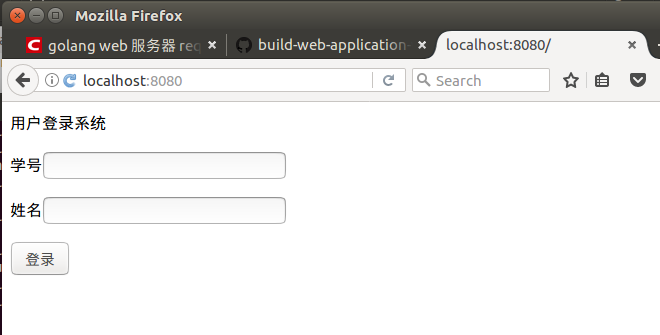 Mozilla Firefox
golang web 服务器 req
build-web-application-
localhost:8080/
localhost:8080
Search
用户登录系统
学号
姓名
登录